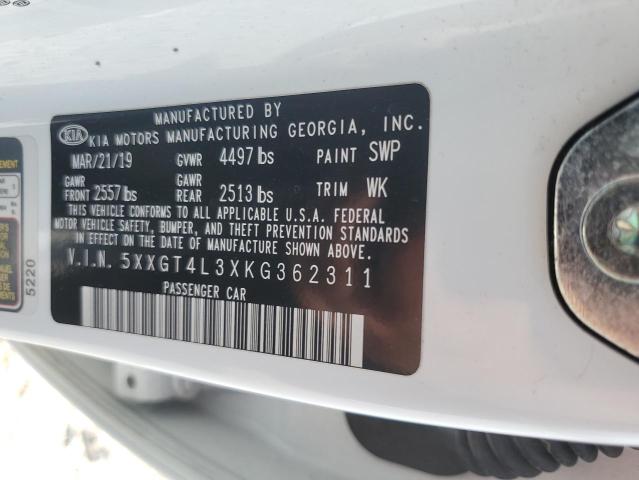 MANUFACTURED BY
KIA KIA MOTORS MANUFACTURING GEORGIA, INC.
MAR/21/19 GVWR 4497 lbs PAINT SWP
GAWR FRONT 2557 lbs GAWR REAR 2513 lbs TRIM WK
THIS VEHICLE CONFORMS TO ALL APPLICABLE U.S.A. FEDERAL
MOTOR VEHICLE SAFETY, BUMPER, AND THEFT PREVENTION STANDARDS
IN EFFECT ON THE DATE OF MANUFACTURE SHOWN ABOVE.
V.I.N. 5XXGT4L3XKG362311
PASSENGER CAR
5220